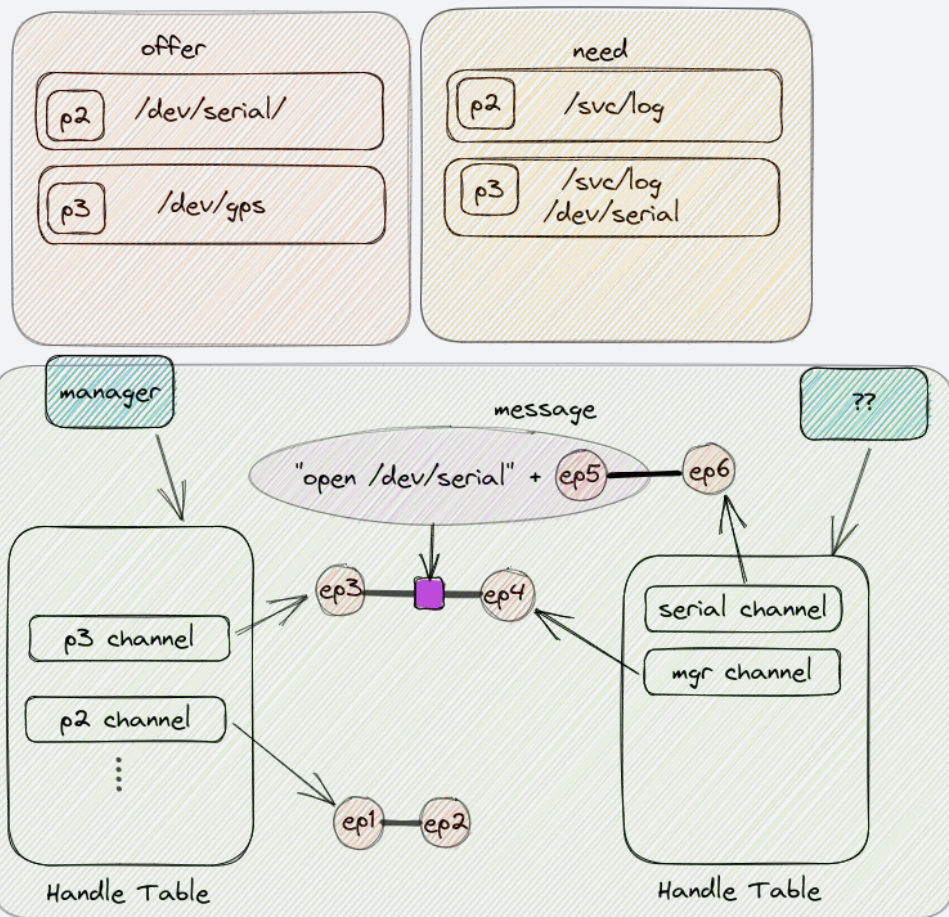 offer
p2
/dev/serial/
p3
/dev/gps
need
p2
/svc/log
p3
/svc/log
/dev/serial
manager
message
"open /dev/serial" +
ep5
ep6
??
ep3
ep4
p3 channel
p2 channel
ep1
ep2
serial channel
mgr channel
Handle Table
Handle Table